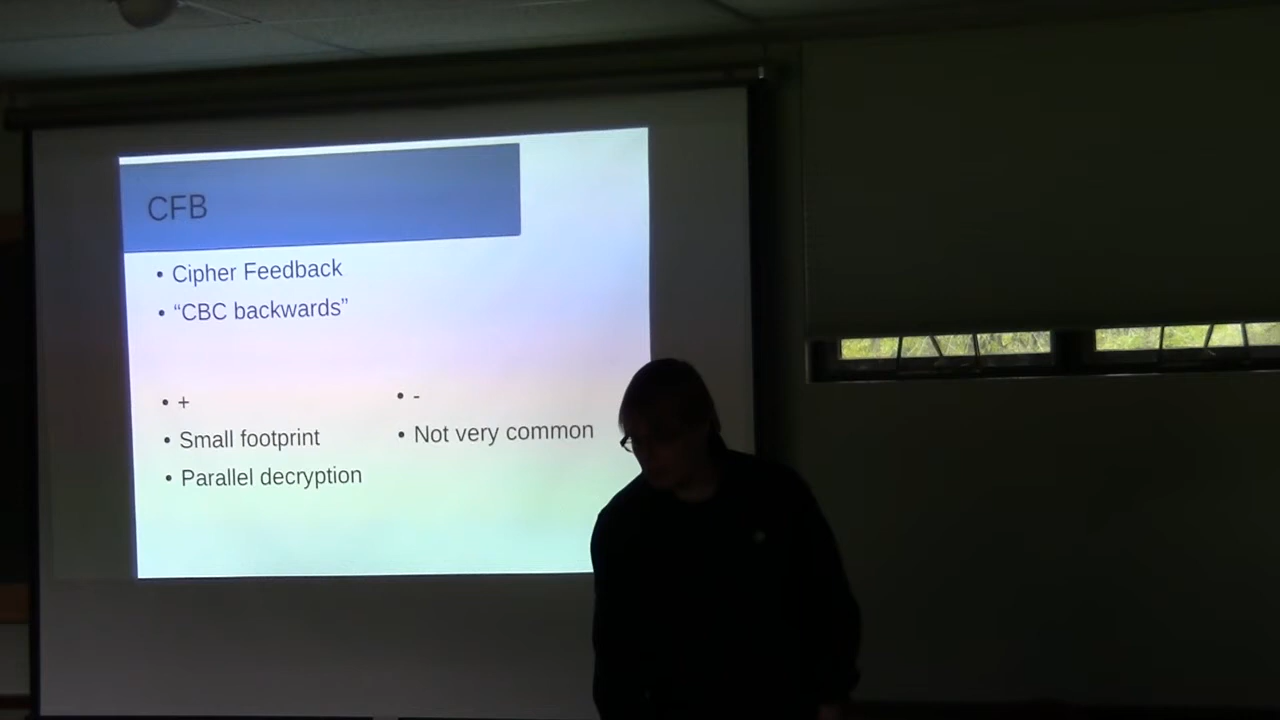 CFB
• Cipher Feedback
• “CBC backwards”
• +
• Small footprint
• Parallel decryption
• -
• Not very common